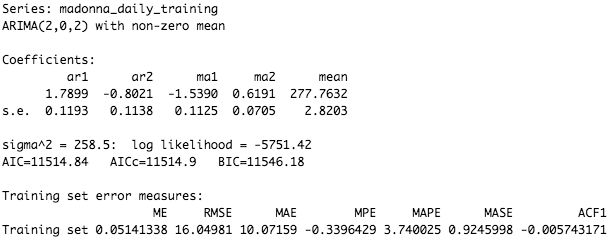 Series: madonna_daily_training
ARIMA(2,0,2) with non-zero mean
Coefficients:
ar1 ar2 ma1 ma2 mean
1.7899 -0.8021 -1.5390 0.6191 277.7632
s.e. 0.1193 0.1138 0.1125 0.0705 2.8203
sigma^2 = 258.5: log likelihood = -5751.42
AIC=11514.84 AICc=11514.9 BIC=11546.18
Training set error measures:
ME RMSE MAE MPE MAPE MASE ACF1
Training set 0.05141338 16.04981 10.07159 -0.3396429 3.740025 0.9245998 -0.005743171